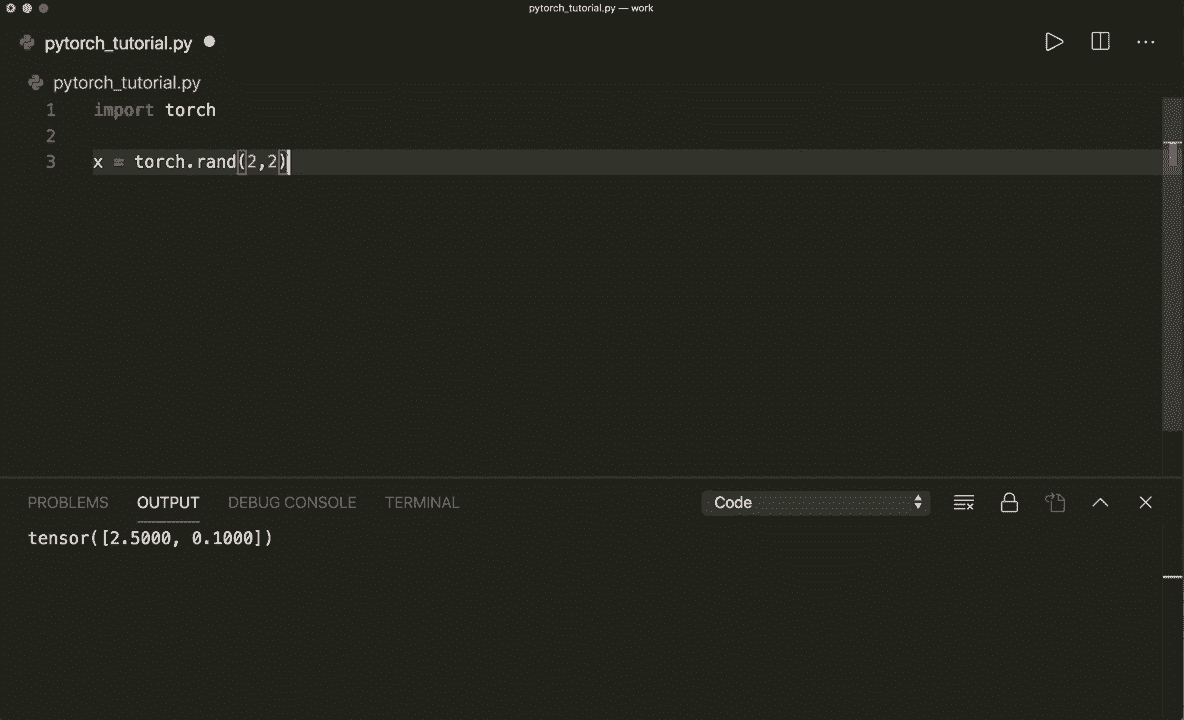 pytorch_tutorial.py — work
pytorch_tutorial.py
pytorch_tutorial.py
1 import torch
2
3 x = torch.rand(2,2)
PROBLEMS OUTPUT DEBUG CONSOLE TERMINAL Code
tensor([2.5000, 0.1000])